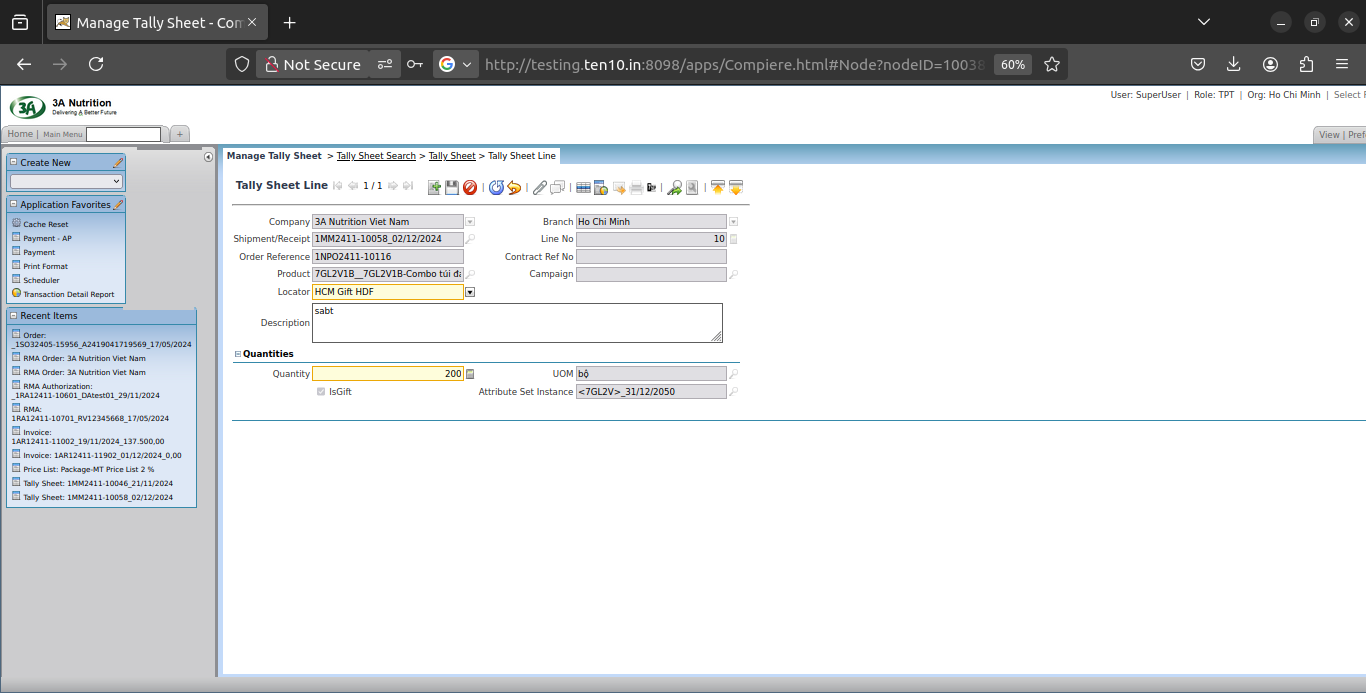 Manage Tally Sheet - Com
Not Secure
http://testing.ten10.in:8098/apps/Compiere.html#Node?nodeID=10038
60%
3A
3A Nutrition
Delivering A Better Future
User: SuperUser | Role: TPT | Org: Ho Chi Minh | Select R
Home | Main Menu
+
View | Pref
Create New
Application Favorites
Cache Reset
Payment - AP
Payment
Print Format
Scheduler
Transaction Detail Report
Recent Items
Order:
_1SO32405-15956_A2419041719569_17/05/2024
RMA Order: 3A Nutrition Viet Nam
RMA Order: 3A Nutrition Viet Nam
RMA Authorization:
_1RA12411-10601_DAtest01_29/11/2024
RMA:
1RA12411-10701_RV12345668_17/05/2024
Invoice:
1AR12411-11002_19/11/2024_137.500,00
Invoice: 1AR12411-11902_01/12/2024_0,00
Price List: Package-MT Price List 2 %
Tally Sheet: 1MM2411-10046_21/11/2024
Tally Sheet: 1MM2411-10058_02/12/2024
Manage Tally Sheet > Tally Sheet Search > Tally Sheet > Tally Sheet Line
Tally Sheet Line 1 / 1
Company 3A Nutrition Viet Nam Branch Ho Chi Minh
Shipment/Receipt 1MM2411-10058_02/12/2024 Line No 10
Order Reference 1NPO2411-10116 Contract Ref No
Product 7GL2V1B__7GL2V1B-Combo túi đa Campaign
Locator HCM Gift HDF
Description sabt
Quantities
Quantity 200 UOM bộ
IsGift Attribute Set Instance <7GL2V>_31/12/2050